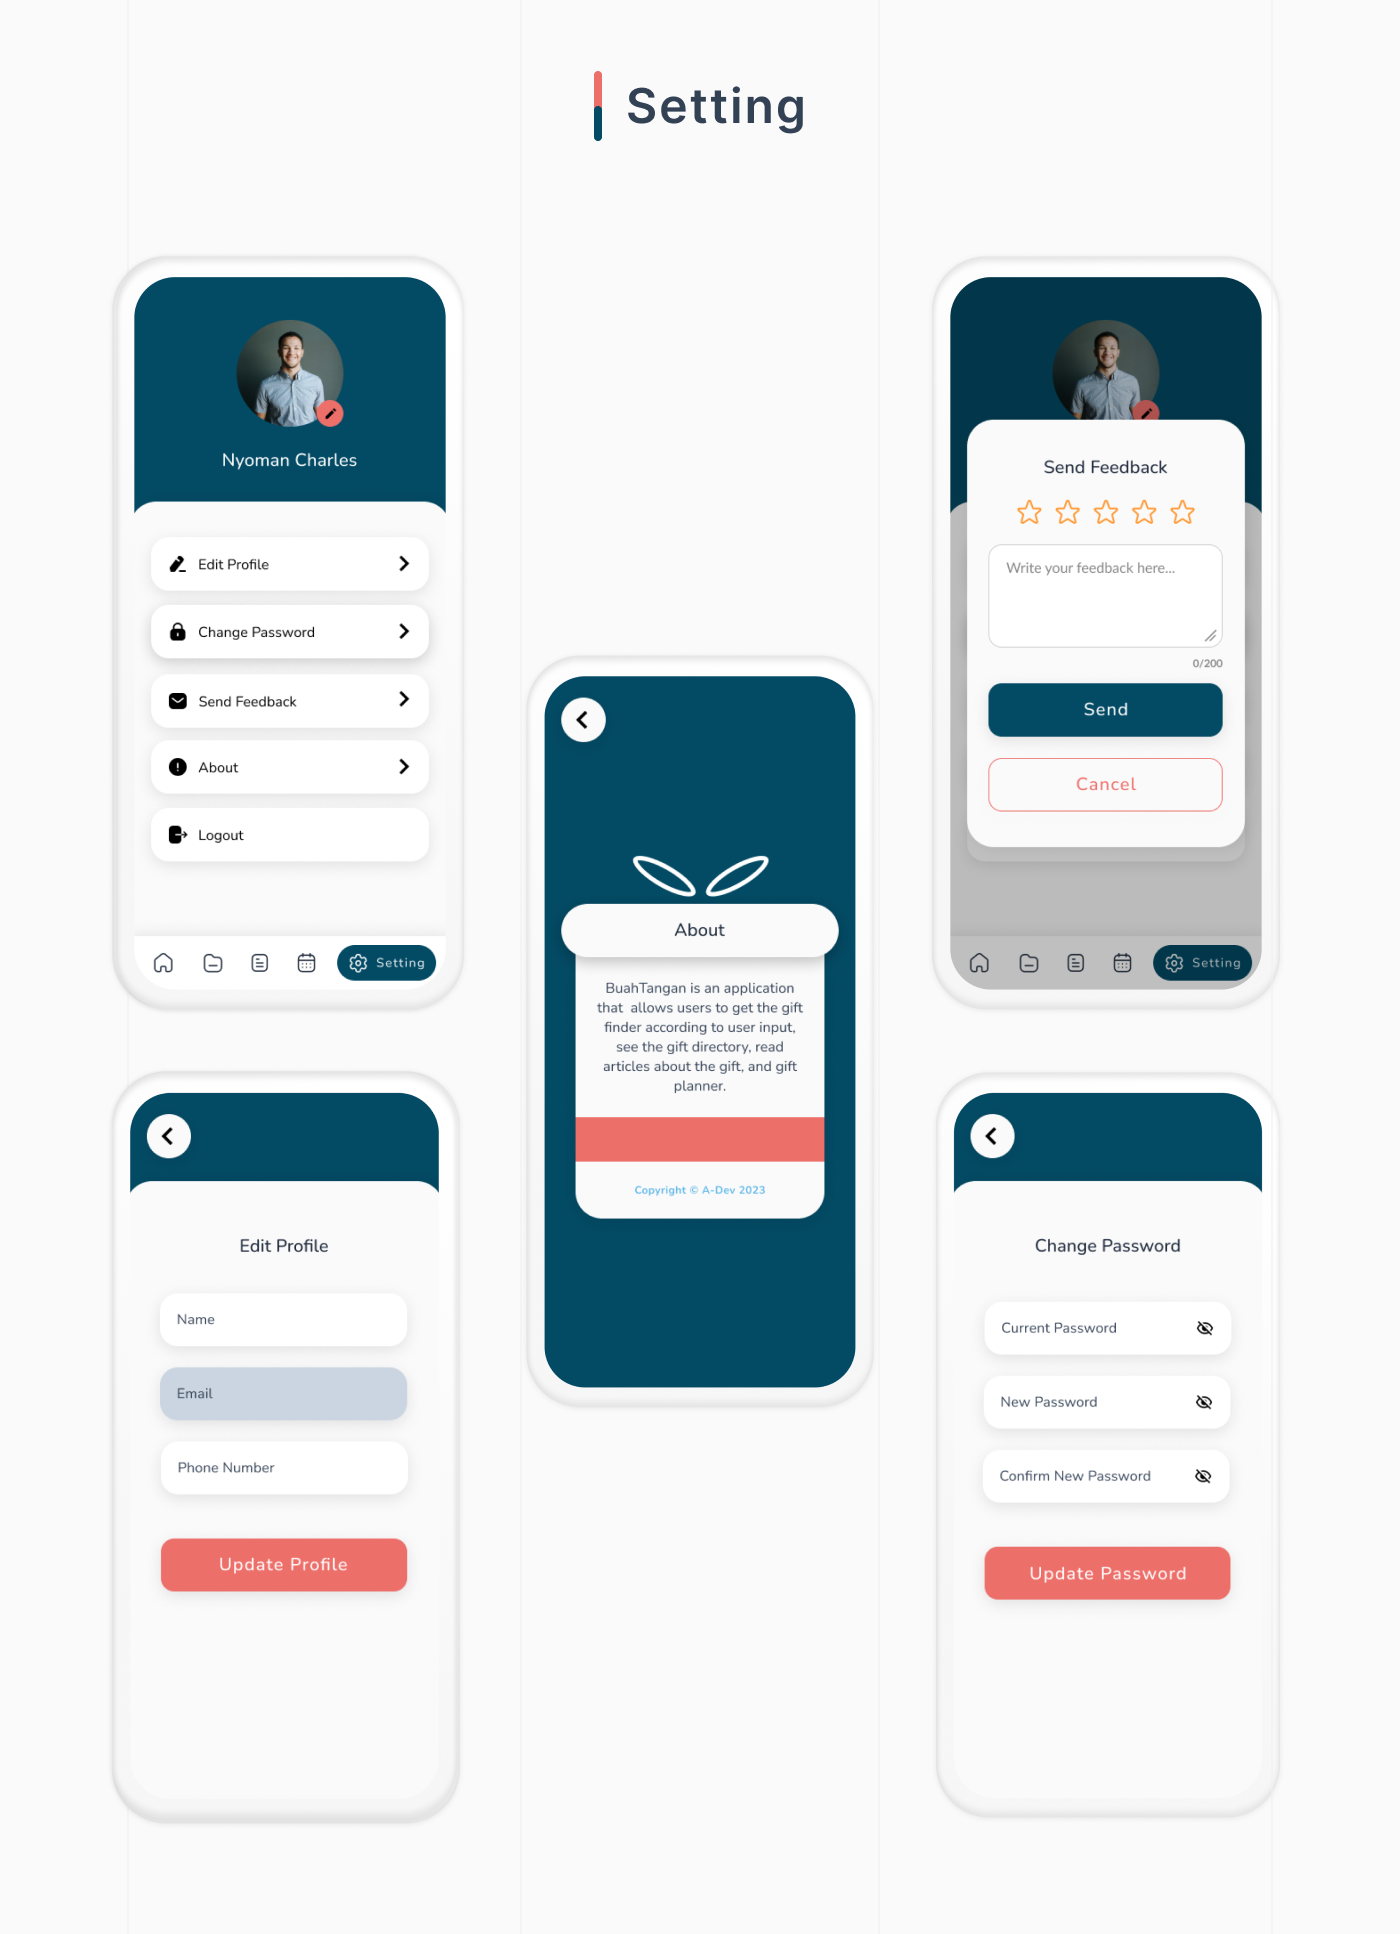 Setting
Nyoman Charles
Edit Profile
Change Password
Send Feedback
About
Logout
Setting
Send Feedback
Write your feedback here...
0/200
Send
Cancel
Setting
About
BuahTangan is an application
that  allows users to get the gift
finder according to user input,
see the gift directory, read
articles about the gift, and gift
planner.
Copyright © A-Dev 2023
Edit Profile
Name
Email
Phone Number
Update Profile
Change Password
Current Password
New Password
Confirm New Password
Update Password